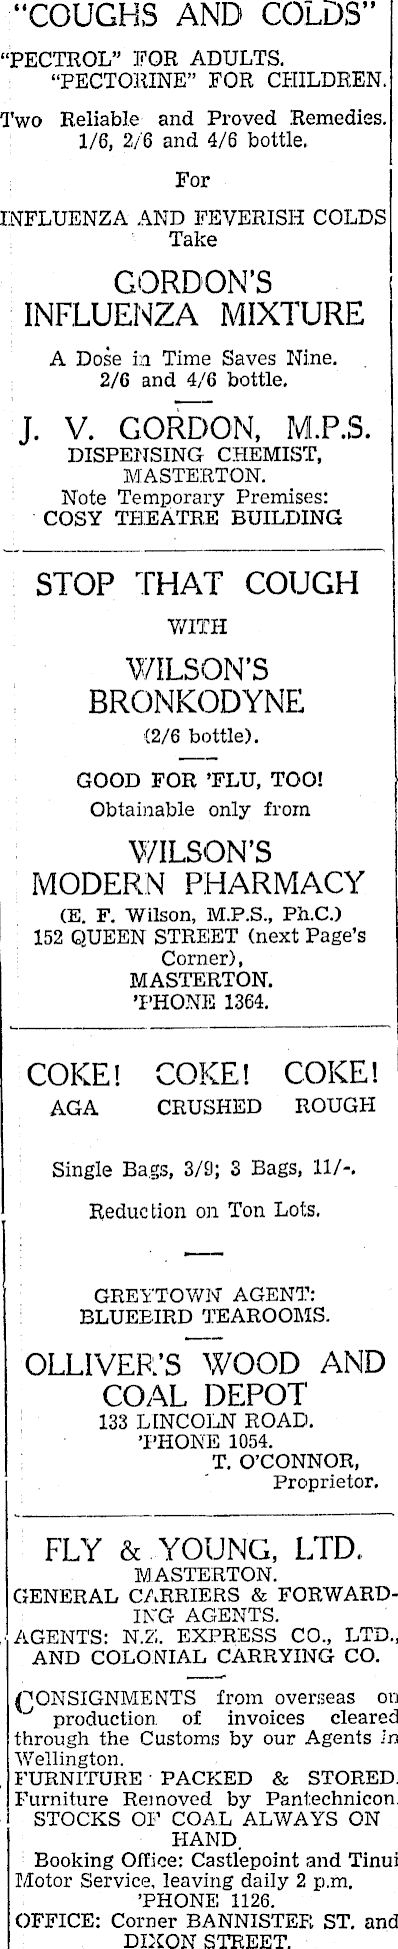 "COUGHS AND COLDS"
"PECTROL" FOR ADULTS.
"PECTORINE" FOR CHILDREN.
Two Reliable and Proved Remedies.
1/6, 2/6 and 4/6 bottle.
For
INFLUENZA AND FEVERISH COLDS
Take
GORDON'S
INFLUENZA MIXTURE
A Dose in Time Saves Nine.
2/6 and 4/6 bottle.
J. V. GORDON, M.P.S.
DISPENSING CHEMIST,
MASTERTON.
Note Temporary Premises:
COSY THEATRE BUILDING
STOP THAT COUGH
WITH
WILSON'S
BRONKODYNE
(2/6 bottle).
GOOD FOR 'FLU, TOO!
Obtainable only from
WILSON'S
MODERN PHARMACY
(E. F. Wilson, M.P.S., Ph.C.)
152 QUEEN STREET (next Page's
Corner),
MASTERTON.
'PHONE 1364.
COKE! COKE! COKE!
AGA CRUSHED ROUGH
Single Bags, 3/9; 3 Bags, 11/-.
Reduction on Ton Lots.
GREYTOWN AGENT:
BLUEBIRD TEAROOMS.
OLLIVER'S WOOD AND
COAL DEPOT
133 LINCOLN ROAD.
'PHONE 1054.
T. O'CONNOR,
Proprietor.
FLY & YOUNG, LTD.
MASTERTON.
GENERAL CARRIERS & FORWARD-
ING AGENTS.
AGENTS: N.Z. EXPRESS CO., LTD.,
AND COLONIAL CARRYING CO.
CONSIGNMENTS from overseas on
production of invoices cleared
through the Customs by our Agents in
Wellington.
FURNITURE PACKED & STORED.
Furniture Removed by Pantechnicon.
STOCKS OF COAL ALWAYS ON
HAND.
Booking Office: Castlepoint and Tinui
Motor Service, leaving daily 2 p.m.
'PHONE 1126.
OFFICE: Corner BANNISTER ST. and
DIXON STREET.